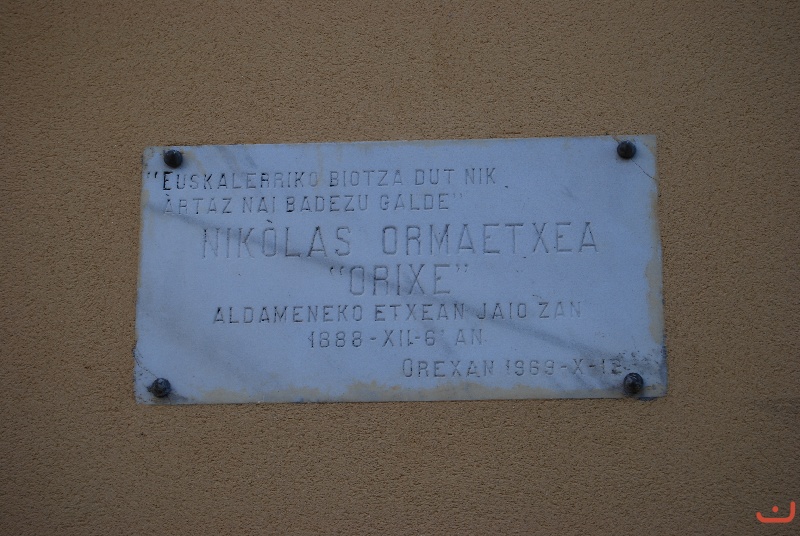 "EUSKALERRIKO BIOTZA DUT NIK
ARTAZ NAI BADEZU GALDE"
NIKÒLAS ORMAETXEA
"ORIXE"
ALDAMENEKO ETXEAN JAIO ZAN
1888-XII-6'AN
OREXAN 1969-X-12